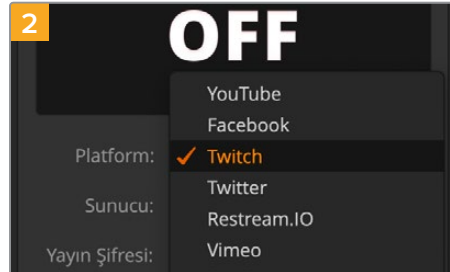 2
OFF
YouTube
Facebook
Platform: ✓ Twitch
Twitter
Sunucu:
Restream.IO
Yayın Şifresi: Vimeo